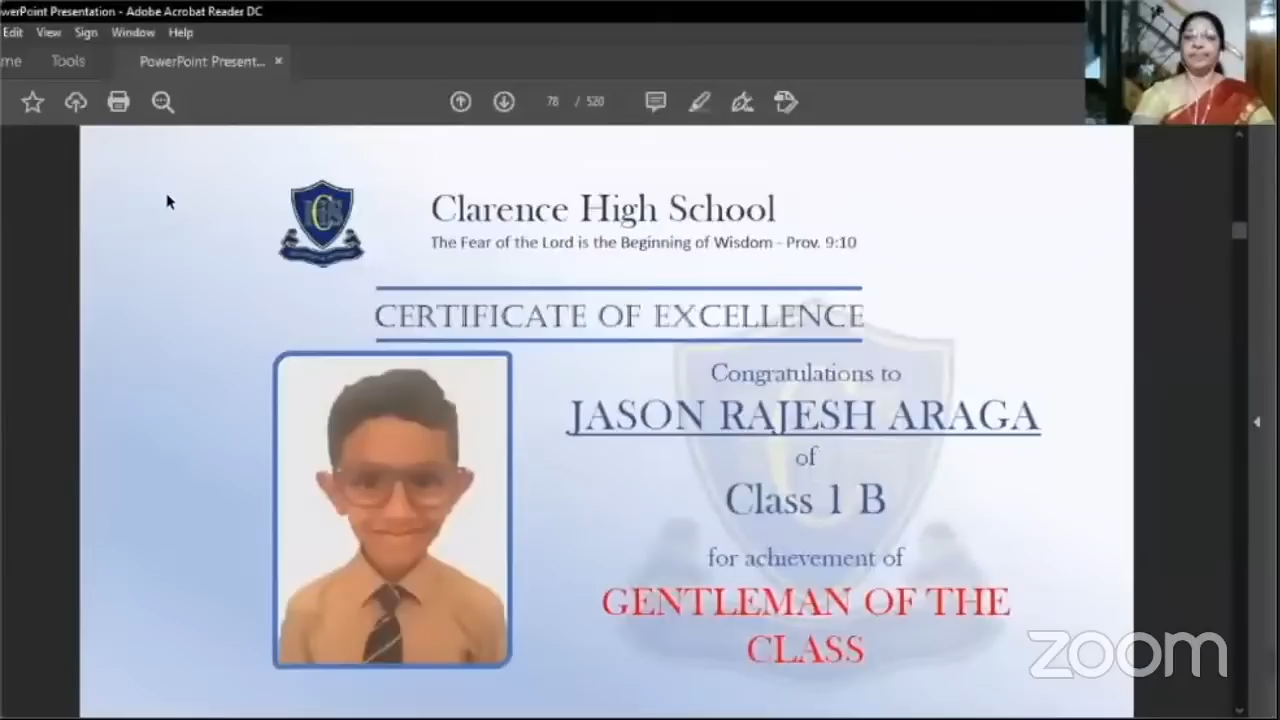 werPoint Presentation - Adobe Acrobat Reader DC
Edit View Sign Window Help
me Tools PowerPoint Present... ×
78 / 520
Clarence High School
The Fear of the Lord is the Beginning of Wisdom - Prov. 9:10
CERTIFICATE OF EXCELLENCE
Congratulations to
JASON RAJESH ARAGA
of
Class 1 B
for achievement of
GENTLEMAN OF THE
CLASS
zoom